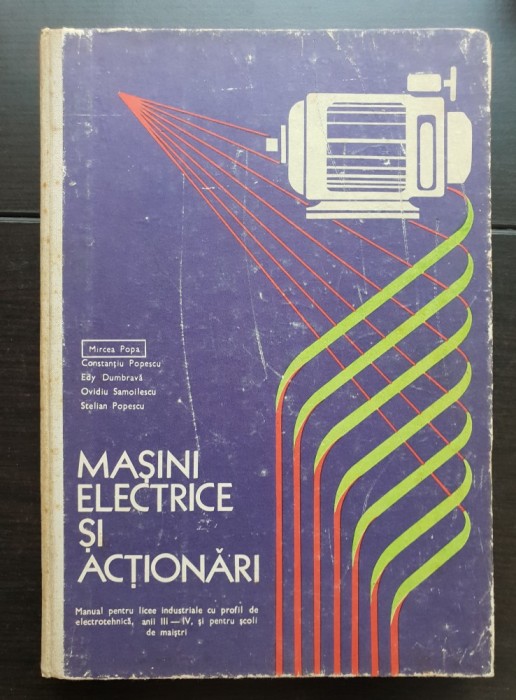 Mircea Popa
Constanțiu Popescu
Edy Dumbravă
Ovidiu Samoilescu
Stelian Popescu
MAȘINI
ELECTRICE
ȘI
ACȚIONĂRI
Manual pentru licee industriale cu profil de
electrotehnică, anii III—IV, și pentru școli
de maiștri